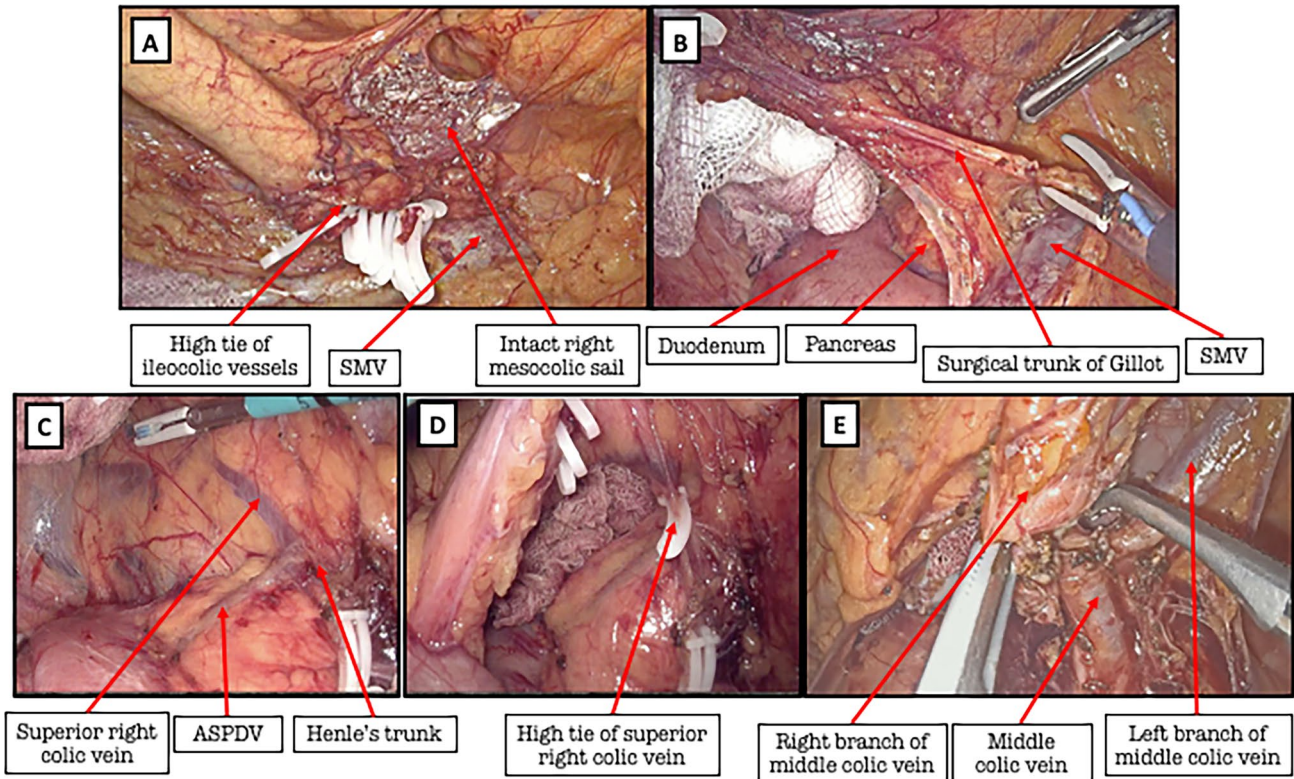 A
B
High tie of
ileocolic vessels
SMV
Intact right
mesocolic sail
Duodenum
Pancreas
Surgical trunk of Gillot
SMV
C
D
E
Superior right
colic vein
ASPDV
Henle's trunk
High tie of superior
right colic vein
Right branch of
middle colic vein
Middle
colic vein
Left branch of
middle colic vein